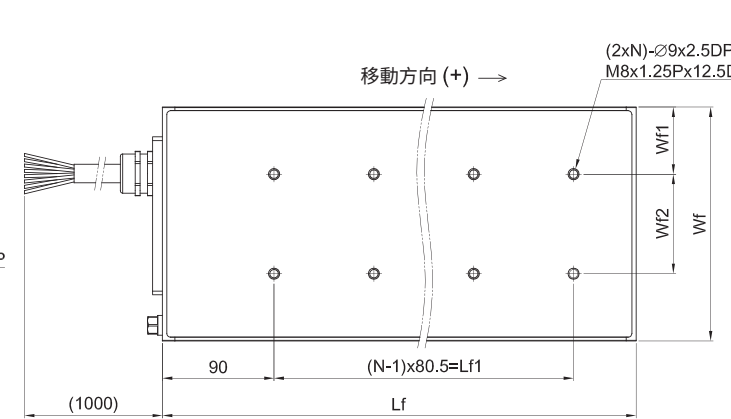 (2xN)-∅9x2.5DP
移動方向 (+) →
M8x1.25Px12.5D
Wf1
Wf2
Wf
90
(N-1)x80.5=Lf1
(1000)
Lf